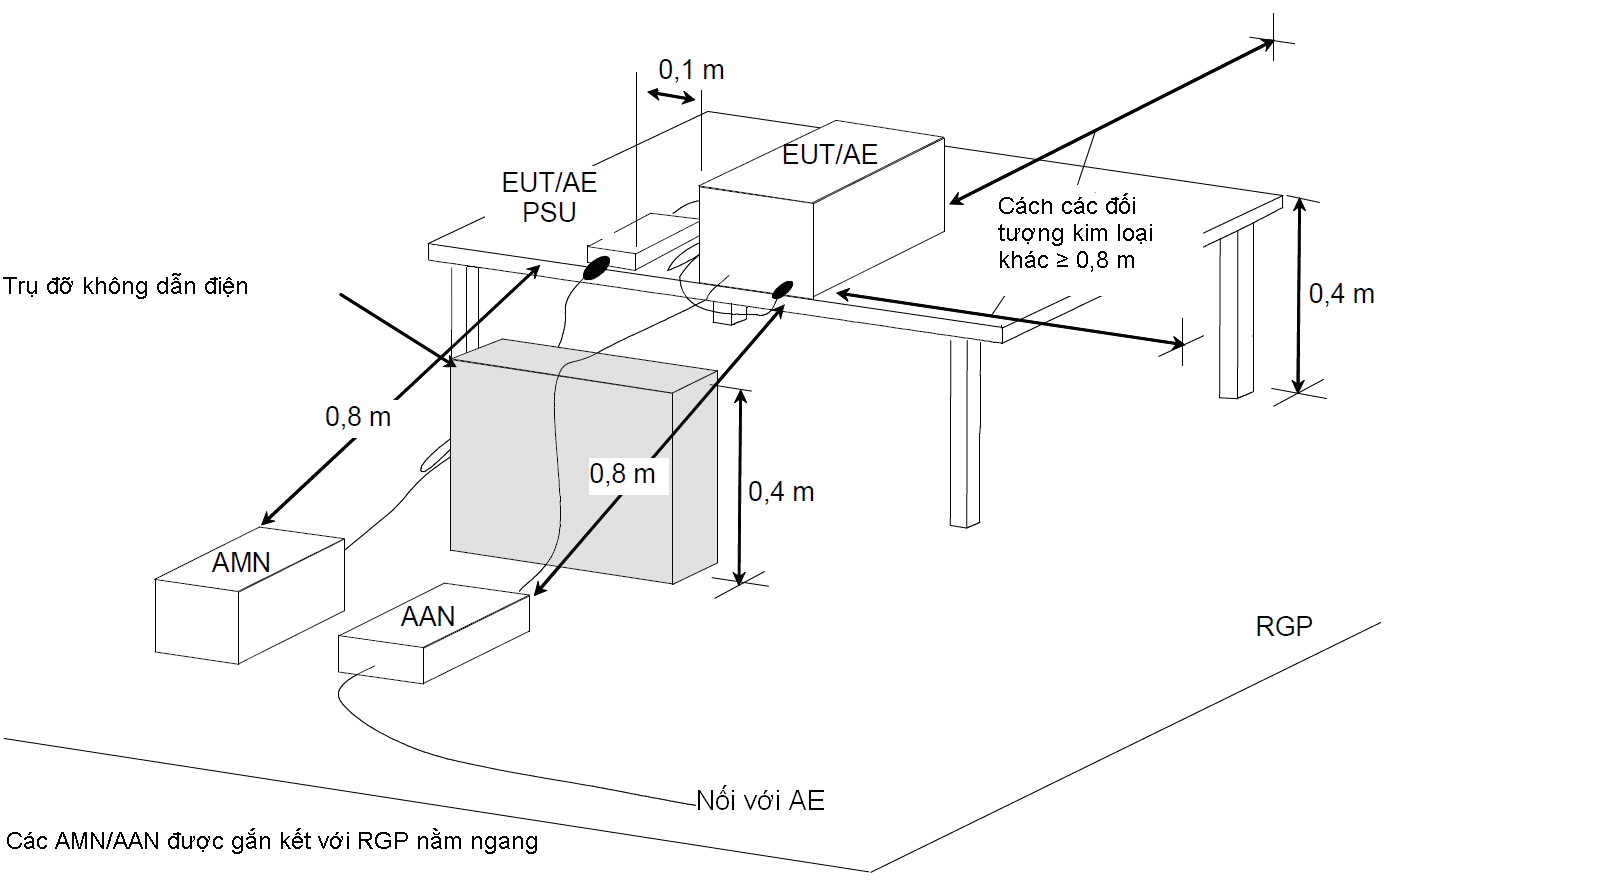 0,1 m
EUT/AE
EUT/AE
PSU
Cách các đối
tượng kim loại
khác ≥ 0,8 m
Trụ đỡ không dẫn điện
0,4 m
0,8 m
0,8 m
0,4 m
AMN
AAN
RGP
Nối với AE
Các AMN/AAN được gắn kết với RGP nằm ngang